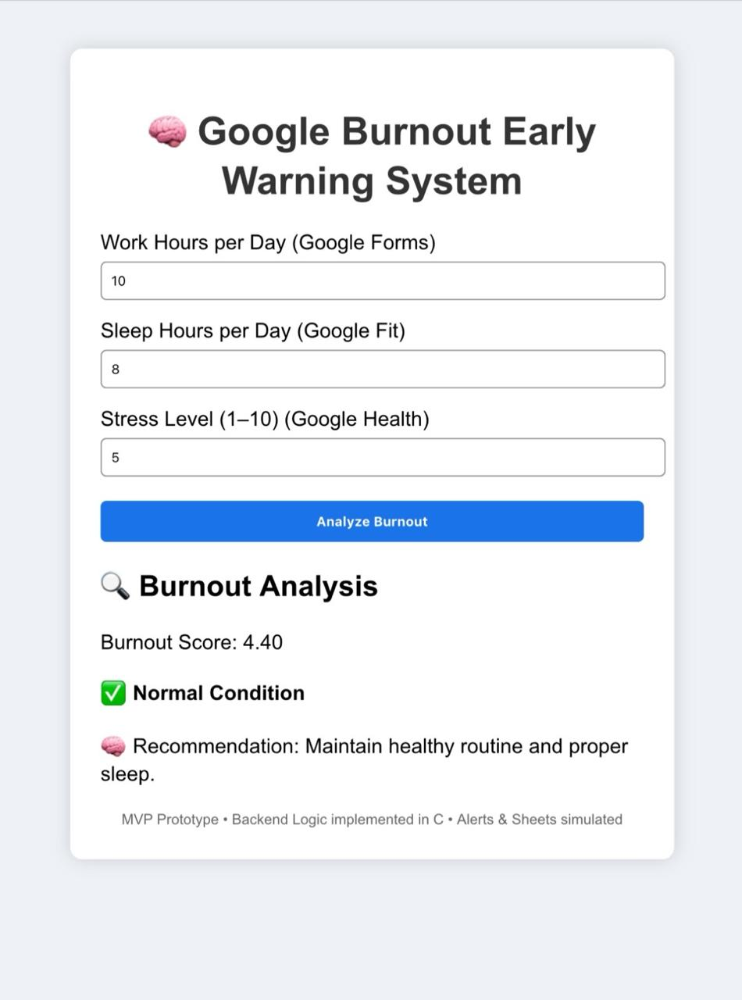 🧠 Google Burnout Early
Warning System
Work Hours per Day (Google Forms)
10
Sleep Hours per Day (Google Fit)
8
Stress Level (1–10) (Google Health)
5
Analyze Burnout
🔍 Burnout Analysis
Burnout Score: 4.40
✅ Normal Condition
🧠 Recommendation: Maintain healthy routine and proper
sleep.
MVP Prototype • Backend Logic implemented in C • Alerts & Sheets simulated